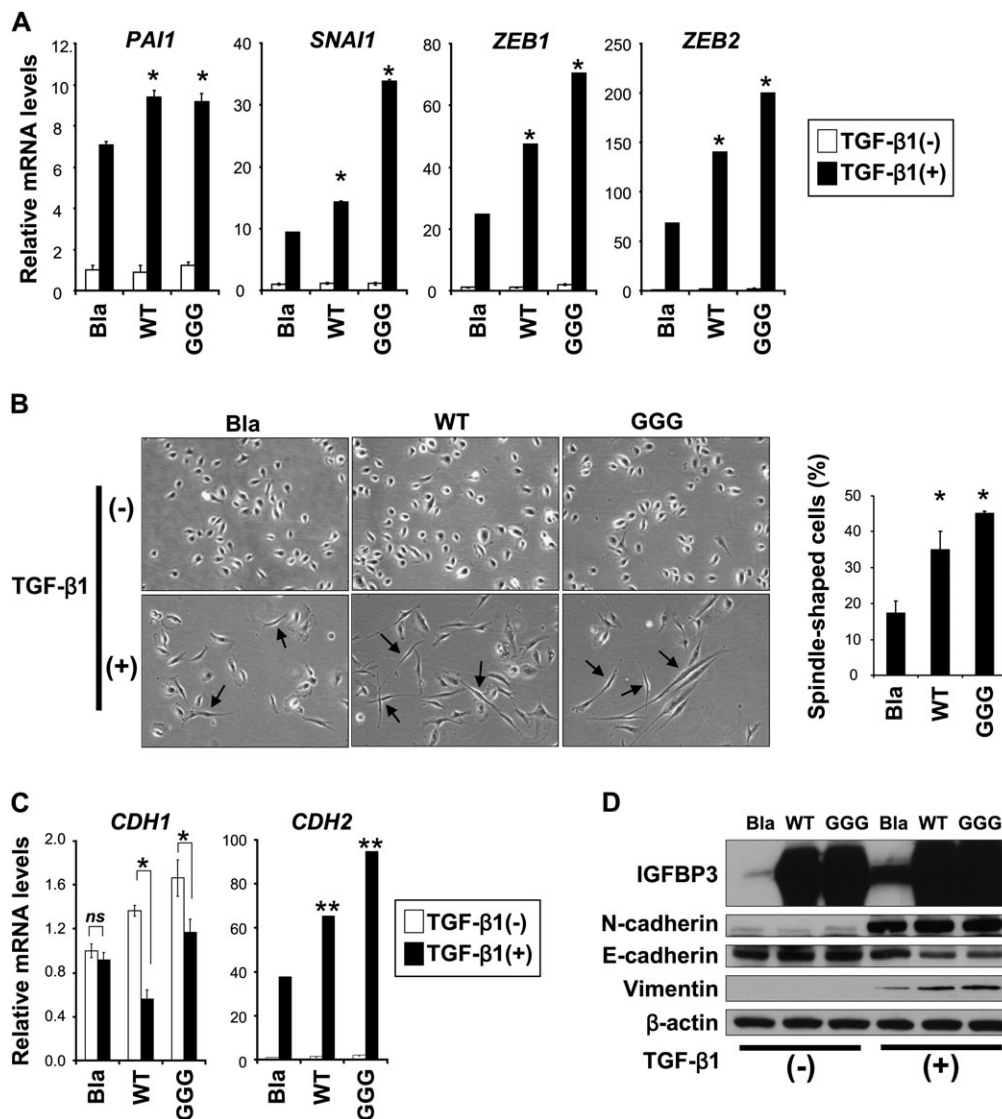 A
PAI1 SNAI1 ZEB1 ZEB2
Relative mRNA levels
12. 10 8 6 4 2 0
40 30 20 10 0
80 60 40 20 0
250 200 150 100 50 0
* *
* *
* *
* *
Bla WT GGG
Bla WT GGG
Bla WT GGG
Bla WT GGG
TGF-β1(-)
TGF-β1(+)
B
Bla WT GGG
TGF-β1
(-)
(+)
Spindle-shaped cells (%)
50
40
30
20
10
0
* *
Bla WT GGG
C
CDH1 CDH2
Relative mRNA levels
2.0 1.6 1.2 0.8 0.4 0.0
ns * *
Bla WT GGG
100 80 60 40 20 0
** **
Bla WT GGG
TGF-β1(-)
TGF-β1(+)
D
Bla WT GGG Bla WT GGG
IGFBP3
N-cadherin
E-cadherin
Vimentin
β-actin
TGF-β1 (-) (+)